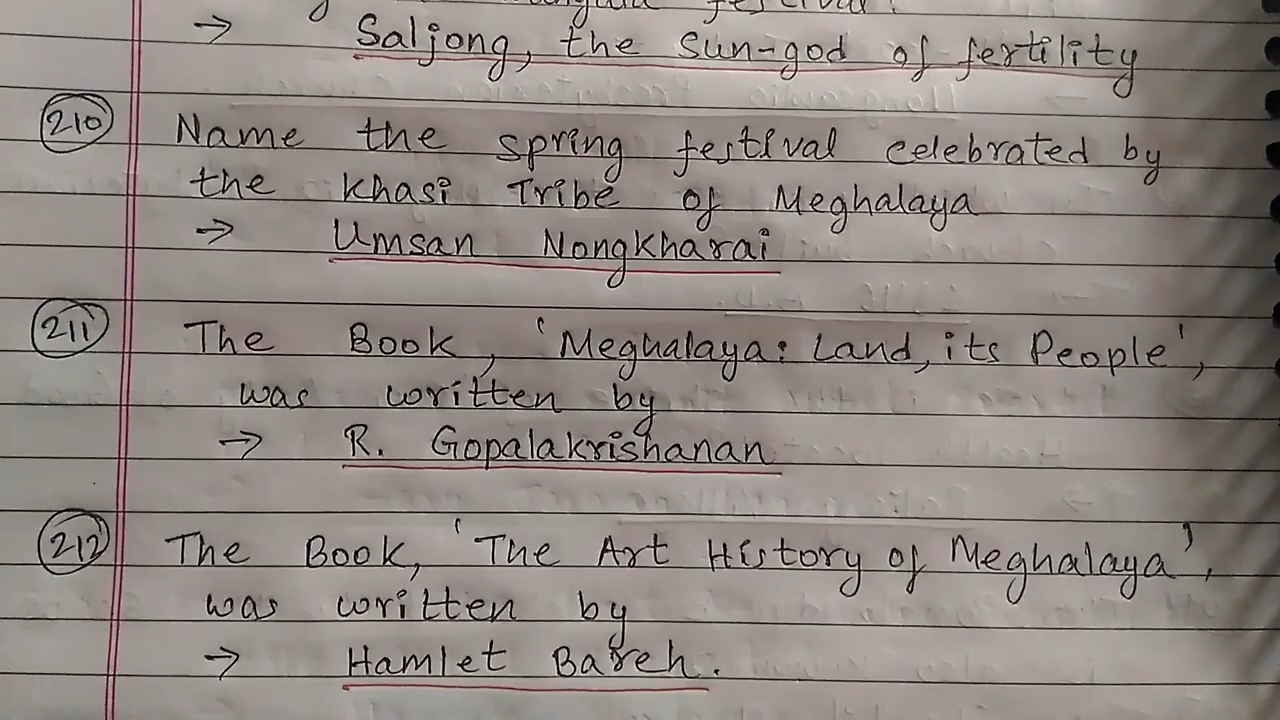 festival
→ Saljong, the sun-god of fertility
210 Name the spring festival celebrated by
the Khasi Tribe of Meghalaya
→ Umsan Nongkharai
211 The Book, 'Meghalaya: Land, its People',
was written by
→ R. Gopalakrishanan
212 The Book, 'The Art History of Meghalaya',
was written by
→ Hamlet Bareh.